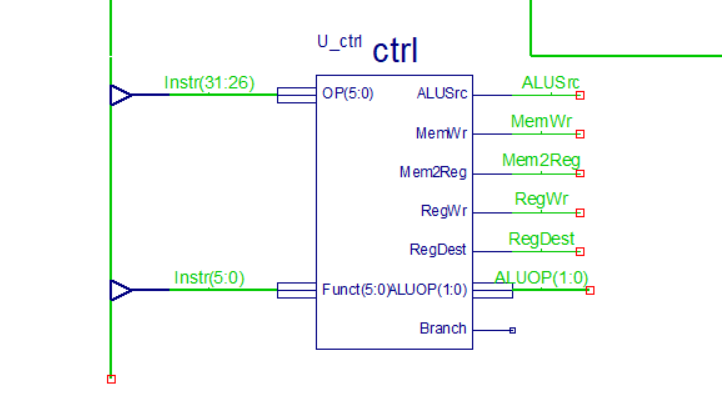 U_ctrl ctrl
Instr(31:26) OP(5:0) ALUSrc ALUSrc
MemWr MemWr
Mem2Reg Mem2Reg
RegWr RegWr
RegDest RegDest
Instr(5:0) Funct(5:0) ALUOP(1:0) ALUOP(1:0)
Branch